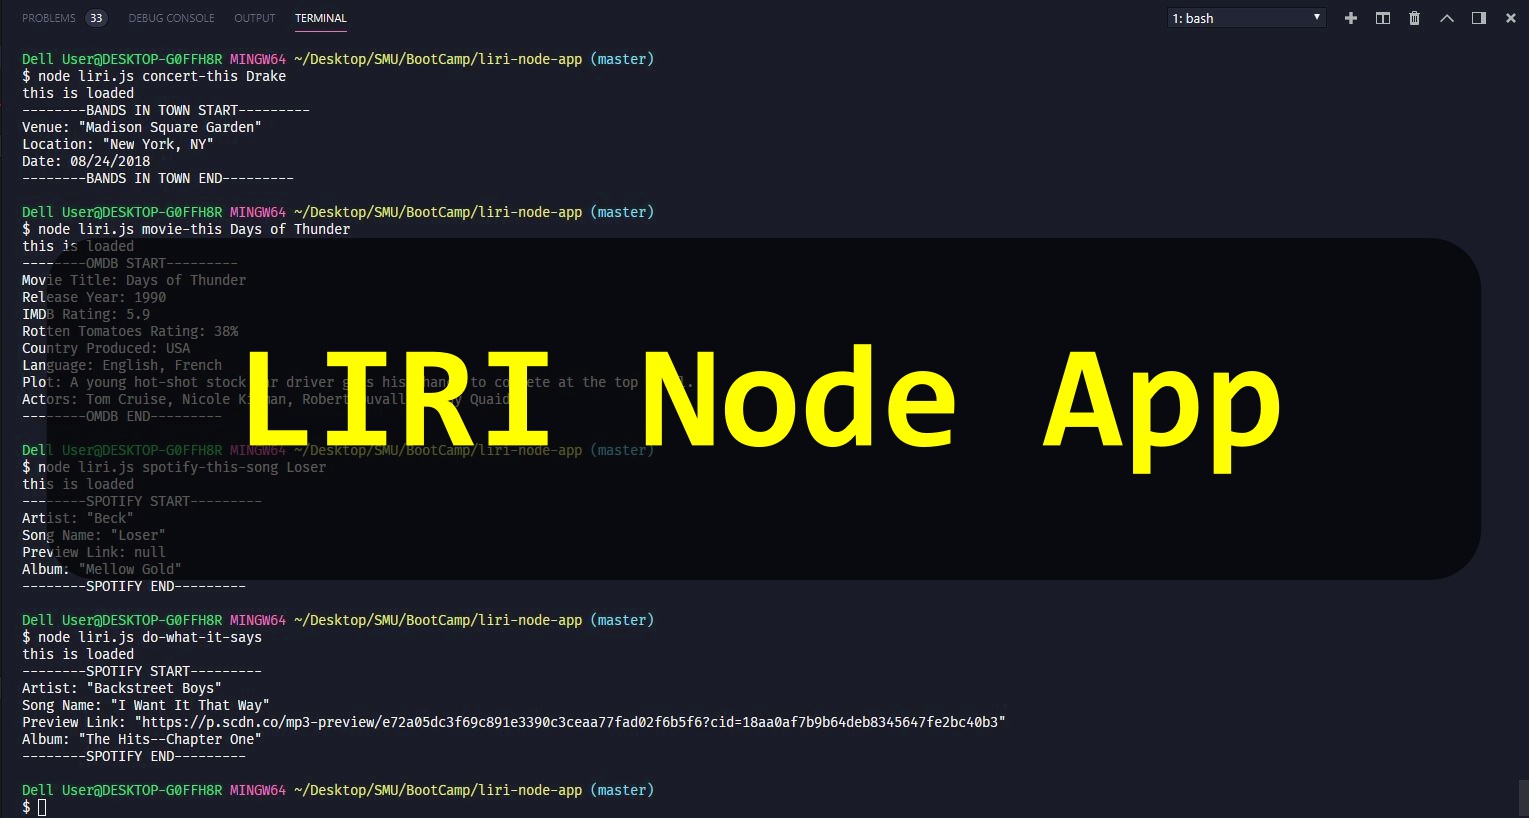 PROBLEMS 33 DEBUG CONSOLE OUTPUT TERMINAL 1: bash
Dell User@DESKTOP-G0FFH8R MINGW64 ~/Desktop/SMU/BootCamp/liri-node-app (master)
$ node liri.js concert-this Drake
this is loaded
--------BANDS IN TOWN START---------
Venue: "Madison Square Garden"
Location: "New York, NY"
Date: 08/24/2018
--------BANDS IN TOWN END---------
Dell User@DESKTOP-G0FFH8R MINGW64 ~/Desktop/SMU/BootCamp/liri-node-app (master)
$ node liri.js movie-this Days of Thunder
this is loaded
--------OMDB START---------
Movie Title: Days of Thunder
Release Year: 1990
IMDB Rating: 5.9
Rotten Tomatoes Rating: 38%
Country Produced: USA
Language: English, French
Plot: A young hot-shot stock driver his to at the top
Actors: Tom Cruise, Nicole Robert Quaid
--------OMDB END---------
LIRI Node App
Dell User@DESKTOP-G0FFH8R MINGW64 ~/Desktop/SMU/BootCamp/liri-node-app (master)
$ node liri.js spotify-this-song Loser
this is loaded
--------SPOTIFY START---------
Artist: "Beck"
Song Name: "Loser"
Preview Link: null
Album: "Mellow Gold"
--------SPOTIFY END---------
Dell User@DESKTOP-G0FFH8R MINGW64 ~/Desktop/SMU/BootCamp/liri-node-app (master)
$ node liri.js do-what-it-says
this is loaded
--------SPOTIFY START---------
Artist: "Backstreet Boys"
Song Name: "I Want It That Way"
Preview Link: "https://p.scdn.co/mp3-preview/e72a05dc3f69c891e3390c3ceaa77fad02f6b5f6?cid=18aa0af7b9b64deb8345647fe2bc40b3"
Album: "The Hits--Chapter One"
--------SPOTIFY END---------
Dell User@DESKTOP-G0FFH8R MINGW64 ~/Desktop/SMU/BootCamp/liri-node-app (master)
$